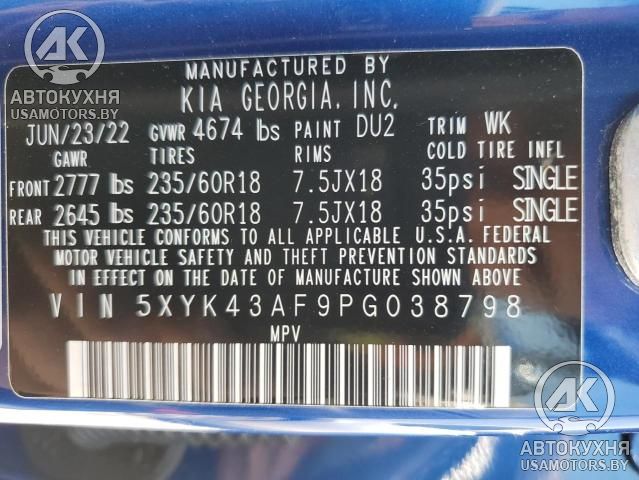 AK
АВТОКУХНЯ
USAMOTORS.BY
MANUFACTURED BY
KIA GEORGIA, INC.
JUN/23/22 GVWR 4674 lbs PAINT DU2 TRIM WK
GAWR TIRES RIMS COLD TIRE INFL
FRONT 2777 lbs 235/60R18 7.5JX18 35psi SINGLE
REAR 2645 lbs 235/60R18 7.5JX18 35psi SINGLE
THIS VEHICLE CONFORMS TO ALL APPLICABLE U.S.A. FEDERAL
MOTOR VEHICLE SAFETY AND THEFT PREVENTION STANDARDS
IN EFFECT ON THE DATE OF MANUFACTURE SHOWN ABOVE.
VIN 5XYK43AF9PG038798
MPV
AK
АВТОКУХНЯ
USAMOTORS.BY